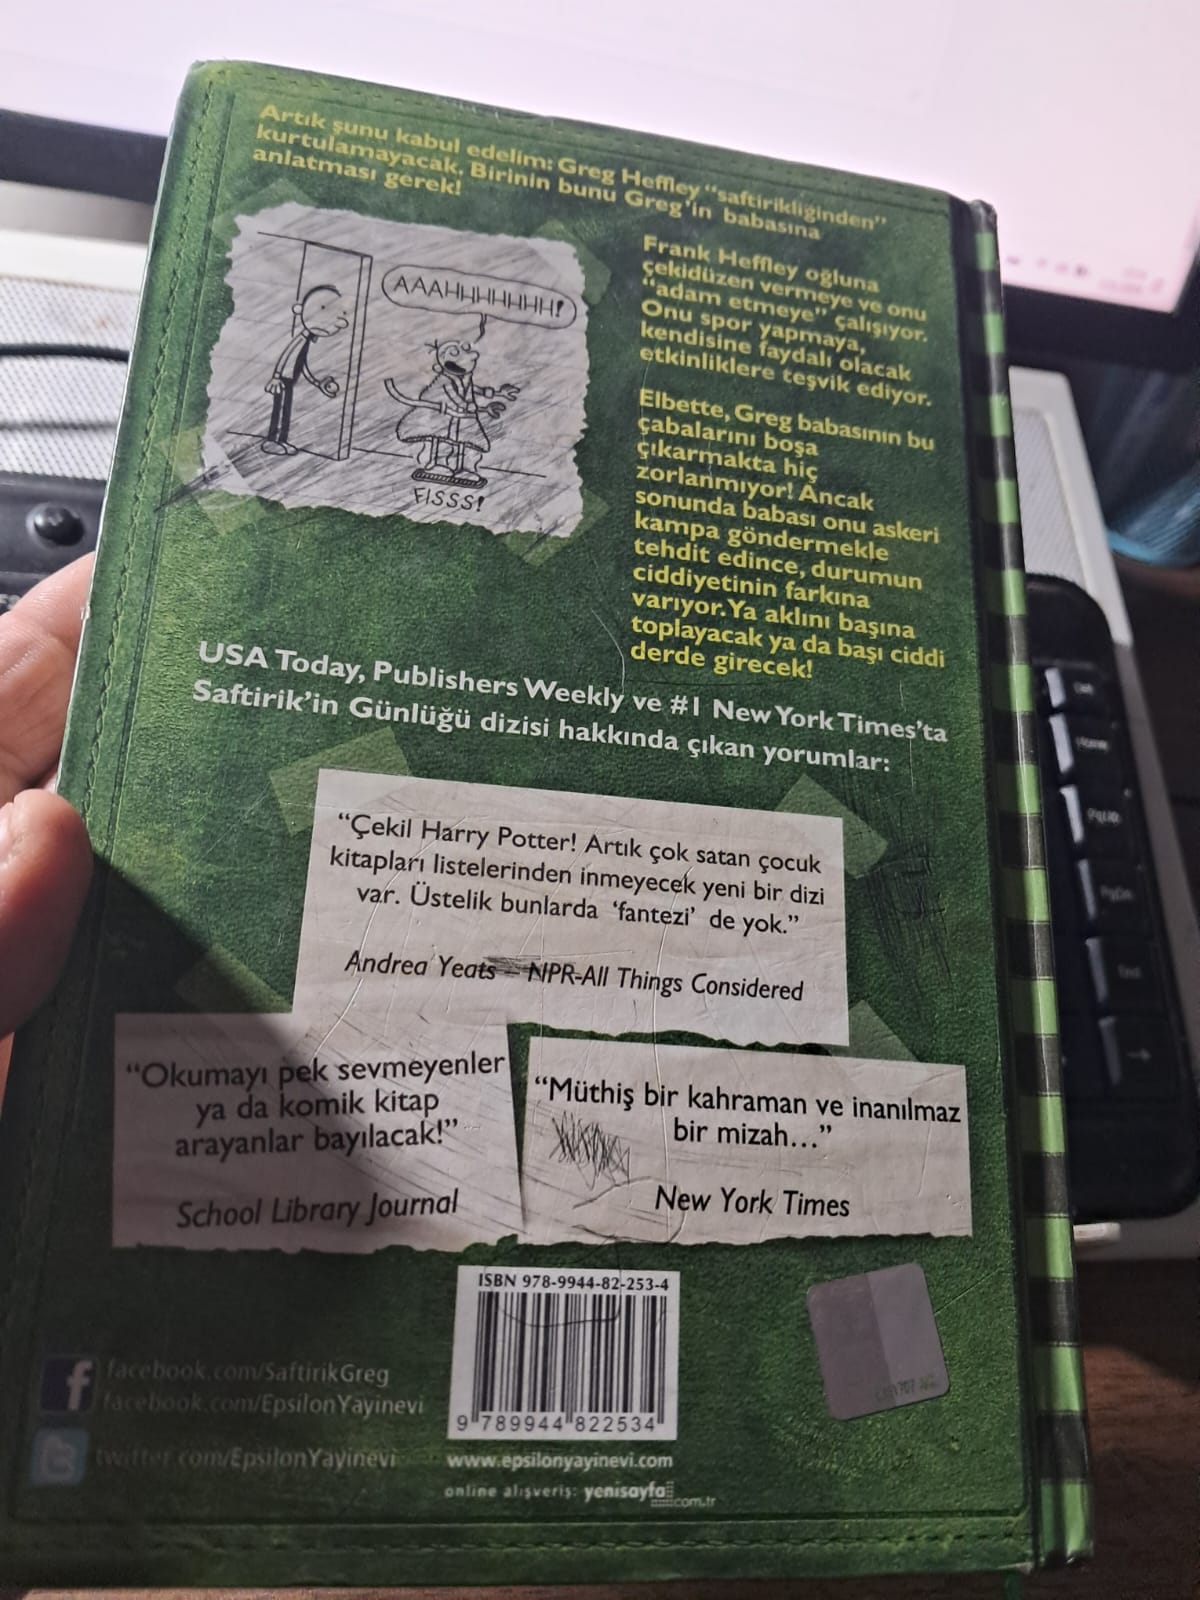 Artık şunu kabul edelim: Greg Heffley “saftirikliğinden”
kurtulamayacak. Birinin bunu Greg’in babasına
anlatması gerek!
AAAHHHHHHH!
FISSS!
Frank Heffley oğluna
çekidüzen vermeye ve onu
“adam etmeye” çalışıyor.
Onu spor yapmaya,
kendisine faydalı olacak
etkinliklere teşvik ediyor.
Elbette, Greg babasının bu
çabalarını boşa
çıkarmakta hiç
zorlanmıyor! Ancak
sonunda babası onu askeri
kampa göndermekle
tehdit edince, durumun
ciddiyetinin farkına
varıyor. Ya aklını başına
toplayacak ya da başı ciddi
derde girecek!
USA Today, Publishers Weekly ve #1 New York Times’ta
Saftirik’in Günlüğü dizisi hakkında çıkan yorumlar:
“Çekil Harry Potter! Artık çok satan çocuk
kitapları listelerinden inmeyecek yeni bir dizi
var. Üstelik bunlarda ‘fantezi’ de yok.”
Andrea Yeats – NPR-All Things Considered
“Okumayı pek sevmeyenler
ya da komik kitap
arayanlar bayılacak!”
School Library Journal
“Müthiş bir kahraman ve inanılmaz
bir mizah…”
New York Times
ISBN 978-9944-82-253-4
9 789944 822534
facebook.com/SaftirikGreg
facebook.com/EpsilonYayinevi
twitter.com/EpsilonYayinevi
www.epsilonyayinevi.com
online alışveriş: yenisayfa.com.tr
Home
PgUp
PgDn
End